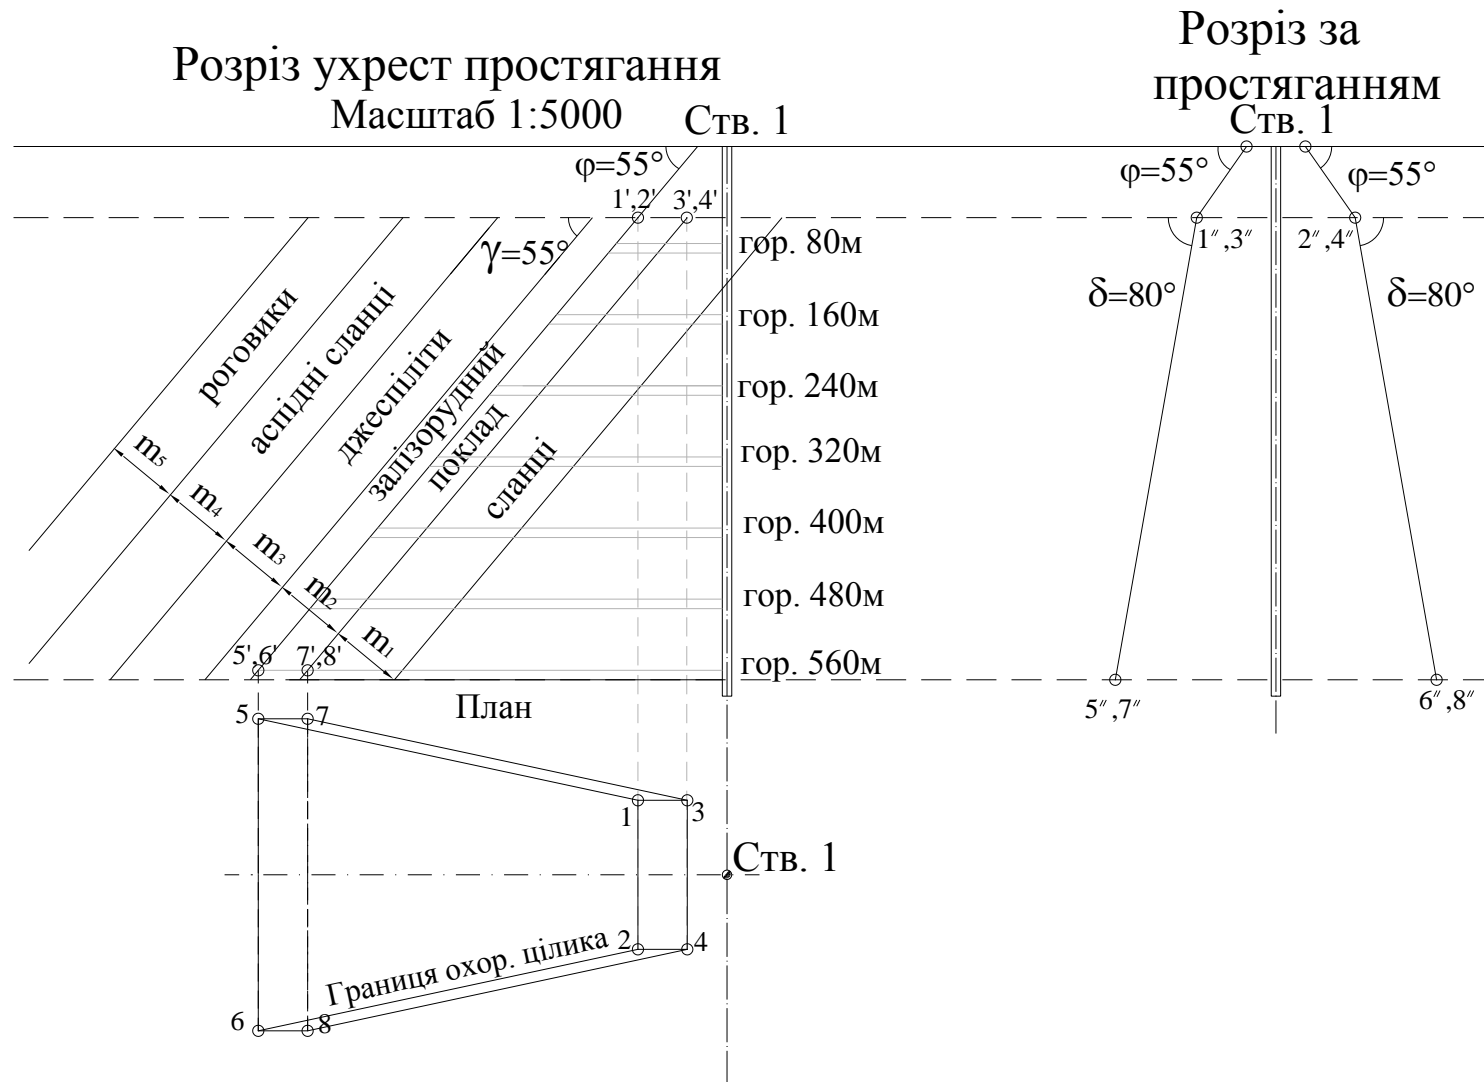 Розріз ухрест простягання
Масштаб 1:5000
Ств. 1
Розріз за
простяганням
Ств. 1
φ=55°
φ=55°
φ=55°
1',2'
3',4'
1″,3″
2″,4″
γ=55°
δ=80°
δ=80°
гор. 80м
гор. 160м
гор. 240м
гор. 320м
гор. 400м
гор. 480м
гор. 560м
роговики
аспідні сланці
джеспіліти
залізорудний
поклад
сланці
m₅
m₄
m₃
m₂
m₁
5',6'
7',8'
5″,7″
6″,8″
План
5
7
1
3
Ств. 1
2
4
Границя охор. цілика
6
8